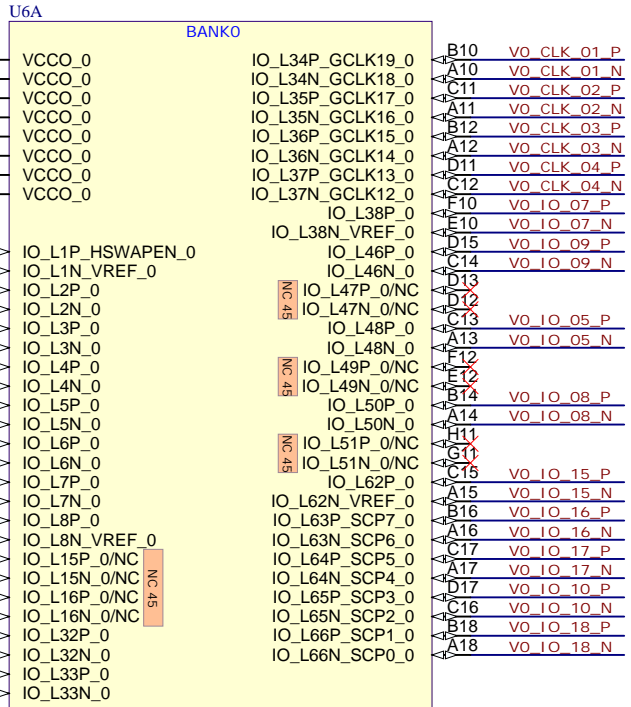 U6A
BANK0
VCCO_0 IO_L34P_GCLK19_0 B10 V0_CLK_01_P
VCCO_0 IO_L34N_GCLK18_0 A10 V0_CLK_01_N
VCCO_0 IO_L35P_GCLK17_0 C11 V0_CLK_02_P
VCCO_0 IO_L35N_GCLK16_0 A11 V0_CLK_02_N
VCCO_0 IO_L36P_GCLK15_0 B12 V0_CLK_03_P
VCCO_0 IO_L36N_GCLK14_0 A12 V0_CLK_03_N
VCCO_0 IO_L37P_GCLK13_0 D11 V0_CLK_04_P
VCCO_0 IO_L37N_GCLK12_0 C12 V0_CLK_04_N
IO_L38P_0 F10 V0_IO_07_P
IO_L38N_VREF_0 E10 V0_IO_07_N
IO_L1P_HSWAPEN_0 IO_L46P_0 D15 V0_IO_09_P
IO_L1N_VREF_0 IO_L46N_0 C14 V0_IO_09_N
IO_L2P_0 NC 45 IO_L47P_0/NC D13
IO_L2N_0 IO_L47N_0/NC D12
IO_L3P_0 IO_L48P_0 C13 V0_IO_05_P
IO_L3N_0 IO_L48N_0 A13 V0_IO_05_N
IO_L4P_0 NC 45 IO_L49P_0/NC F12
IO_L4N_0 IO_L49N_0/NC E12
IO_L5P_0 IO_L50P_0 B14 V0_IO_08_P
IO_L5N_0 IO_L50N_0 A14 V0_IO_08_N
IO_L6P_0 NC 45 IO_L51P_0/NC H11
IO_L6N_0 IO_L51N_0/NC G11
IO_L7P_0 IO_L62P_0 C15 V0_IO_15_P
IO_L7N_0 IO_L62N_VREF_0 A15 V0_IO_15_N
IO_L8P_0 IO_L63P_SCP7_0 B16 V0_IO_16_P
IO_L8N_VREF_0 IO_L63N_SCP6_0 A16 V0_IO_16_N
IO_L15P_0/NC NC 45 IO_L64P_SCP5_0 C17 V0_IO_17_P
IO_L15N_0/NC IO_L64N_SCP4_0 A17 V0_IO_17_N
IO_L16P_0/NC IO_L65P_SCP3_0 D17 V0_IO_10_P
IO_L16N_0/NC IO_L65N_SCP2_0 C16 V0_IO_10_N
IO_L32P_0 IO_L66P_SCP1_0 B18 V0_IO_18_P
IO_L32N_0 IO_L66N_SCP0_0 A18 V0_IO_18_N
IO_L33P_0
IO_L33N_0